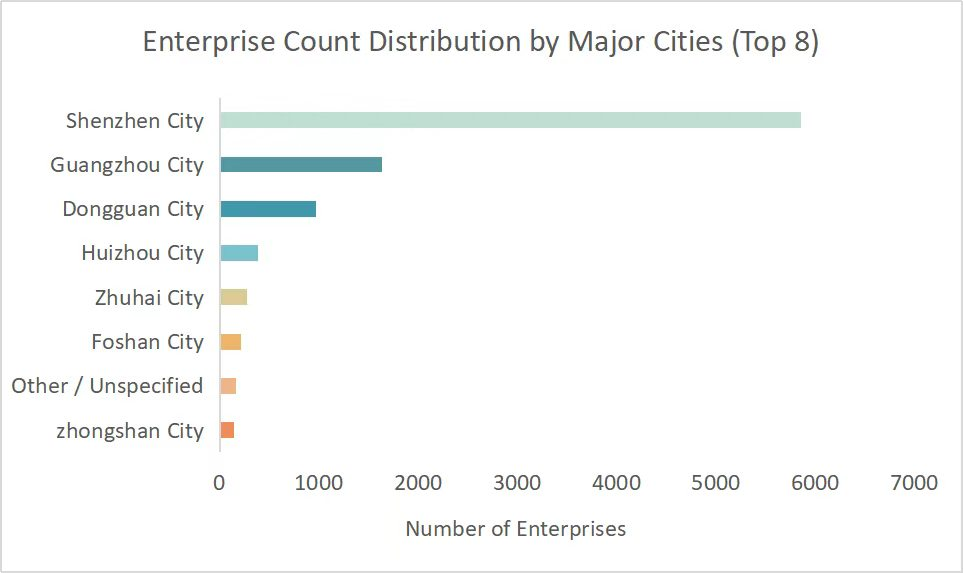 Enterprise Count Distribution by Major Cities (Top 8)
Shenzhen City
Guangzhou City
Dongguan City
Huizhou City
Zhuhai City
Foshan City
Other / Unspecified
zhongshan City
0 1000 2000 3000 4000 5000 6000 7000
Number of Enterprises